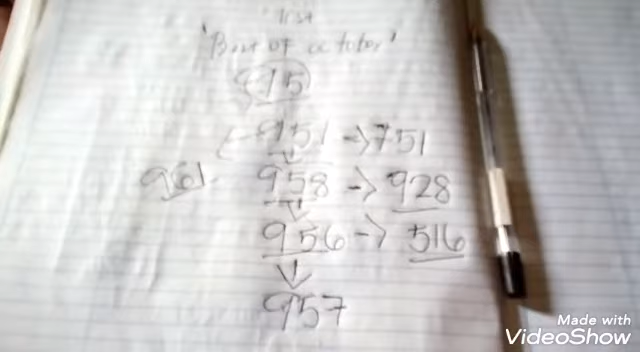 'Best of october'
915
951 → 751
961. 958 → 928
956 → 516
957
Made with
VideoShow